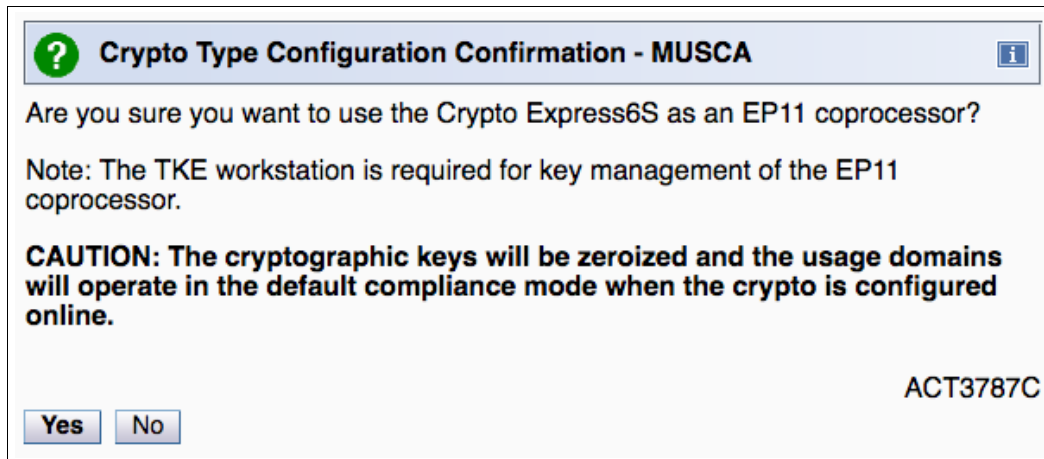 Crypto Type Configuration Confirmation - MUSCA
Are you sure you want to use the Crypto Express6S as an EP11 coprocessor?
Note: The TKE workstation is required for key management of the EP11
coprocessor.
CAUTION: The cryptographic keys will be zeroized and the usage domains
will operate in the default compliance mode when the crypto is configured
online.
ACT3787C
Yes No